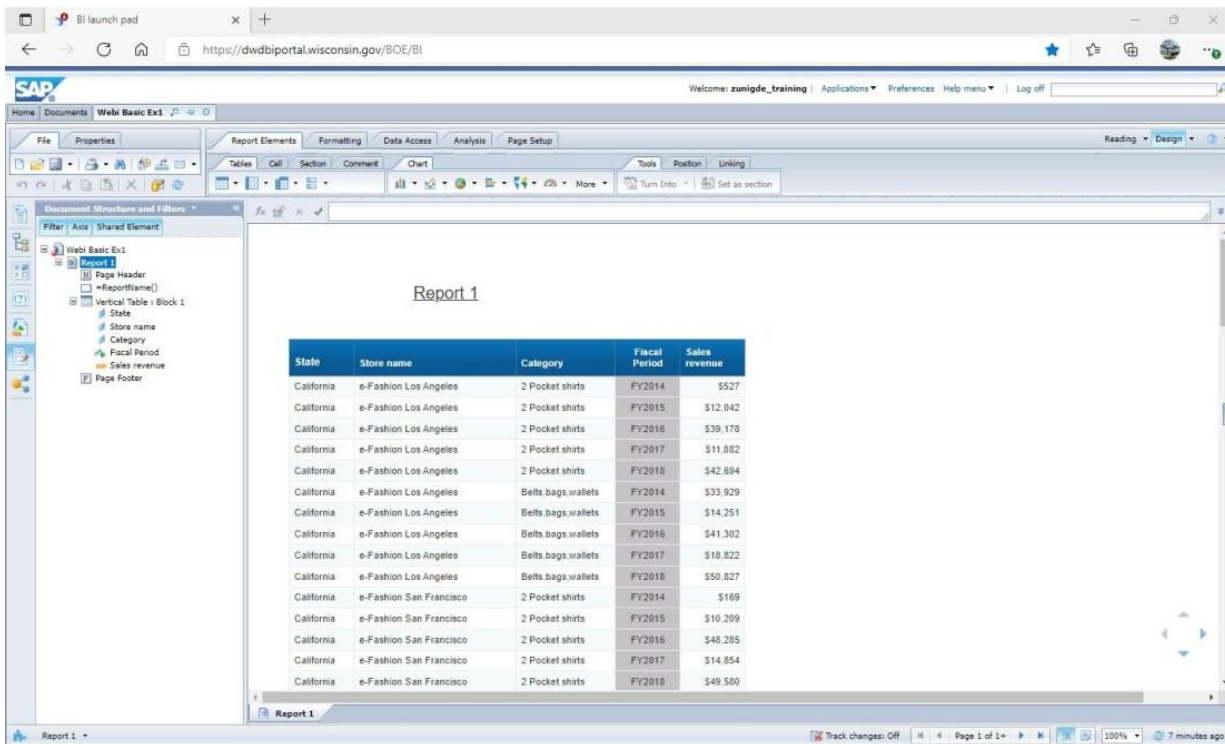 BI launch pad
https://dwdbiportal.wisconsin.gov/BOE/BI
SAP
Welcome: zunigde_training | Applications Preferences Help menu | Log off
Home Documents Webi Basic Ex1
File Properties Report Elements Formatting Data Access Analysis Page Setup Reading Design
Tables Cell Section Comment Chart Tools Position Linking
More Turn Into Set as section
Document Structure and Filters
Filter Axis Shared Element
Webi Basic Ex1
Report 1
Page Header
=ReportName()
Vertical Table : Block 1
State
Store name
Category
Fiscal Period
Sales revenue
Page Footer
Report 1
State Store name Category Fiscal Period Sales revenue
California e-Fashion Los Angeles 2 Pocket shirts FY2014 $527
California e-Fashion Los Angeles 2 Pocket shirts FY2015 $12,042
California e-Fashion Los Angeles 2 Pocket shirts FY2016 $39,178
California e-Fashion Los Angeles 2 Pocket shirts FY2017 $11,882
California e-Fashion Los Angeles 2 Pocket shirts FY2018 $42,694
California e-Fashion Los Angeles Belts,bags,wallets FY2014 $33,929
California e-Fashion Los Angeles Belts,bags,wallets FY2015 $14,251
California e-Fashion Los Angeles Belts,bags,wallets FY2016 $41,302
California e-Fashion Los Angeles Belts,bags,wallets FY2017 $18,822
California e-Fashion Los Angeles Belts,bags,wallets FY2018 $50,827
California e-Fashion San Francisco 2 Pocket shirts FY2014 $169
California e-Fashion San Francisco 2 Pocket shirts FY2015 $10,209
California e-Fashion San Francisco 2 Pocket shirts FY2016 $48,285
California e-Fashion San Francisco 2 Pocket shirts FY2017 $14,854
California e-Fashion San Francisco 2 Pocket shirts FY2018 $49,580
Report 1
Report 1 Track changes: Off Page 1 of 1+ 100% 7 minutes ago